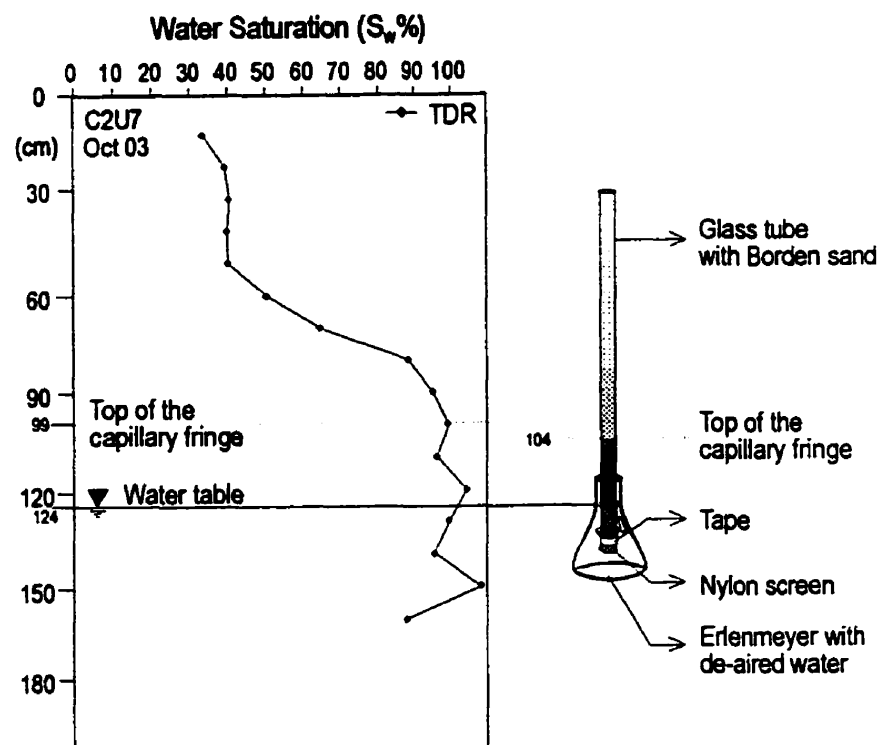 Water Saturation (Sw%)
0 10 20 30 40 50 60 70 80 90 100
0
(cm)
30
60
90
99
120
124
150
180
C2U7
Oct 03
TDR
Top of the
capillary fringe
Water table
104
Glass tube
with Borden sand
Top of the
capillary fringe
Tape
Nylon screen
Erlenmeyer with
de-aired water